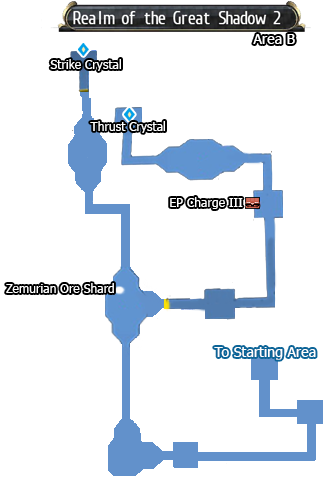 Realm of the Great Shadow 2
Area B
Strike Crystal
Thrust Crystal
EP Charge III
Zemurian Ore Shard
To Starting Area